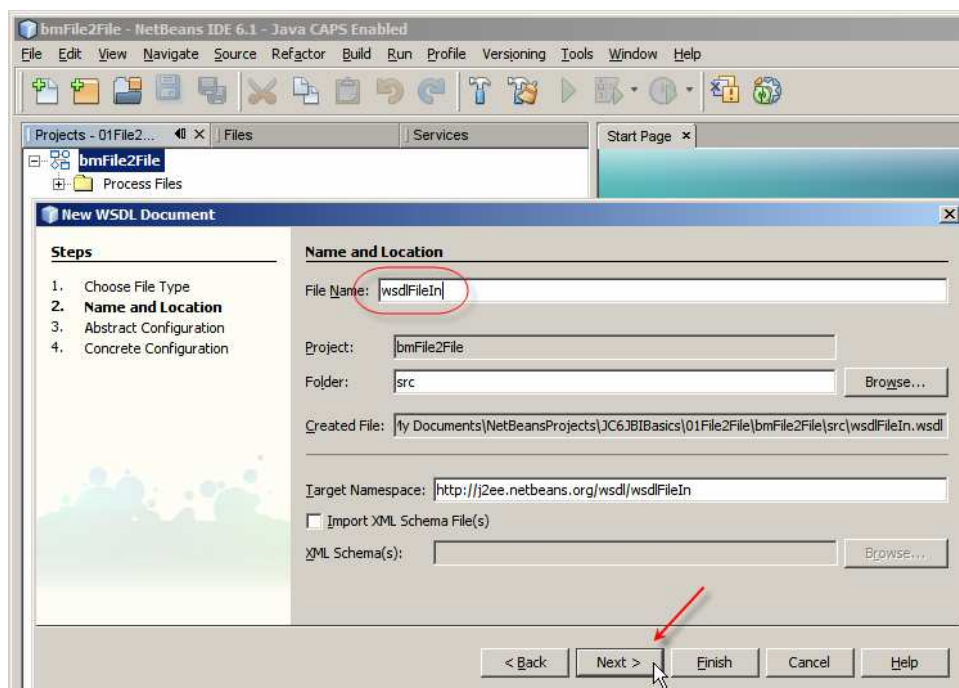 bmFile2File - NetBeans IDE 6.1 - Java CAPS Enabled
File Edit View Navigate Source Refactor Build Run Profile Versioning Tools Window Help
Projects - 01File2... Files Services Start Page
bmFile2File
Process Files
New WSDL Document
Steps
1. Choose File Type
2. Name and Location
3. Abstract Configuration
4. Concrete Configuration
Name and Location
File Name: wsdlFileIn
Project: bmFile2File
Folder: src Browse...
Created File: My Documents\NetBeansProjects\JC6JBIBasics\01File2File\bmFile2File\src\wsdlFileIn.wsdl
Target Namespace: http://j2ee.netbeans.org/wsdl/wsdlFileIn
Import XML Schema File(s)
XML Schema(s): Browse...
< Back Next > Finish Cancel Help